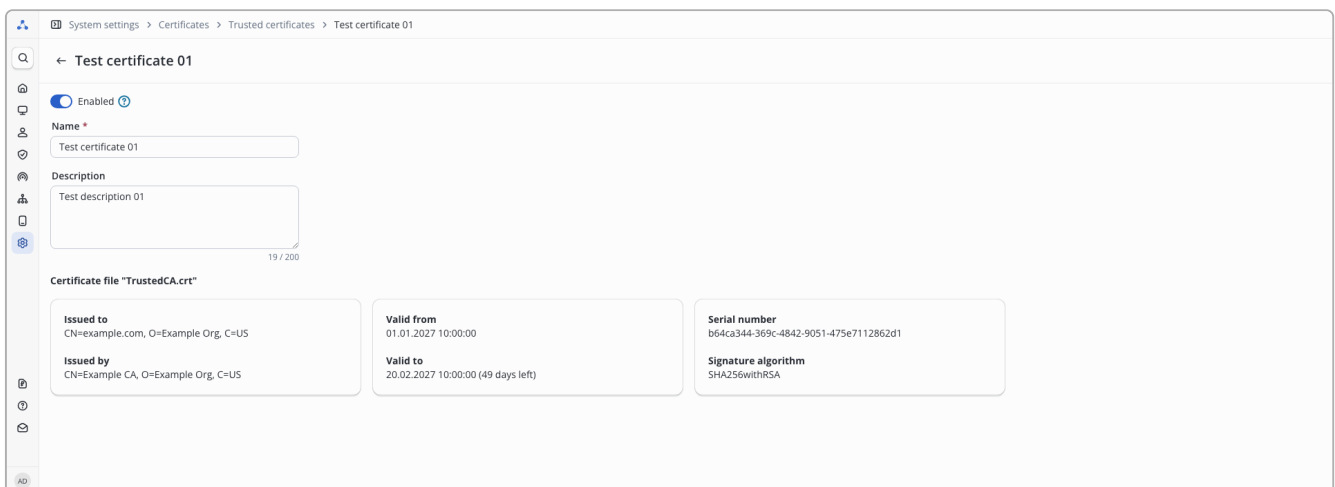 System settings > Certificates > Trusted certificates > Test certificate 01
← Test certificate 01
Enabled ?
Name *
Test certificate 01
Description
Test description 01
19 / 200
Certificate file "TrustedCA.crt"
Issued to
CN=example.com, O=Example Org, C=US
Issued by
CN=Example CA, O=Example Org, C=US
Valid from
01.01.2027 10:00:00
Valid to
20.02.2027 10:00:00 (49 days left)
Serial number
b64ca344-369c-4842-9051-475e7112862d1
Signature algorithm
SHA256withRSA
AD